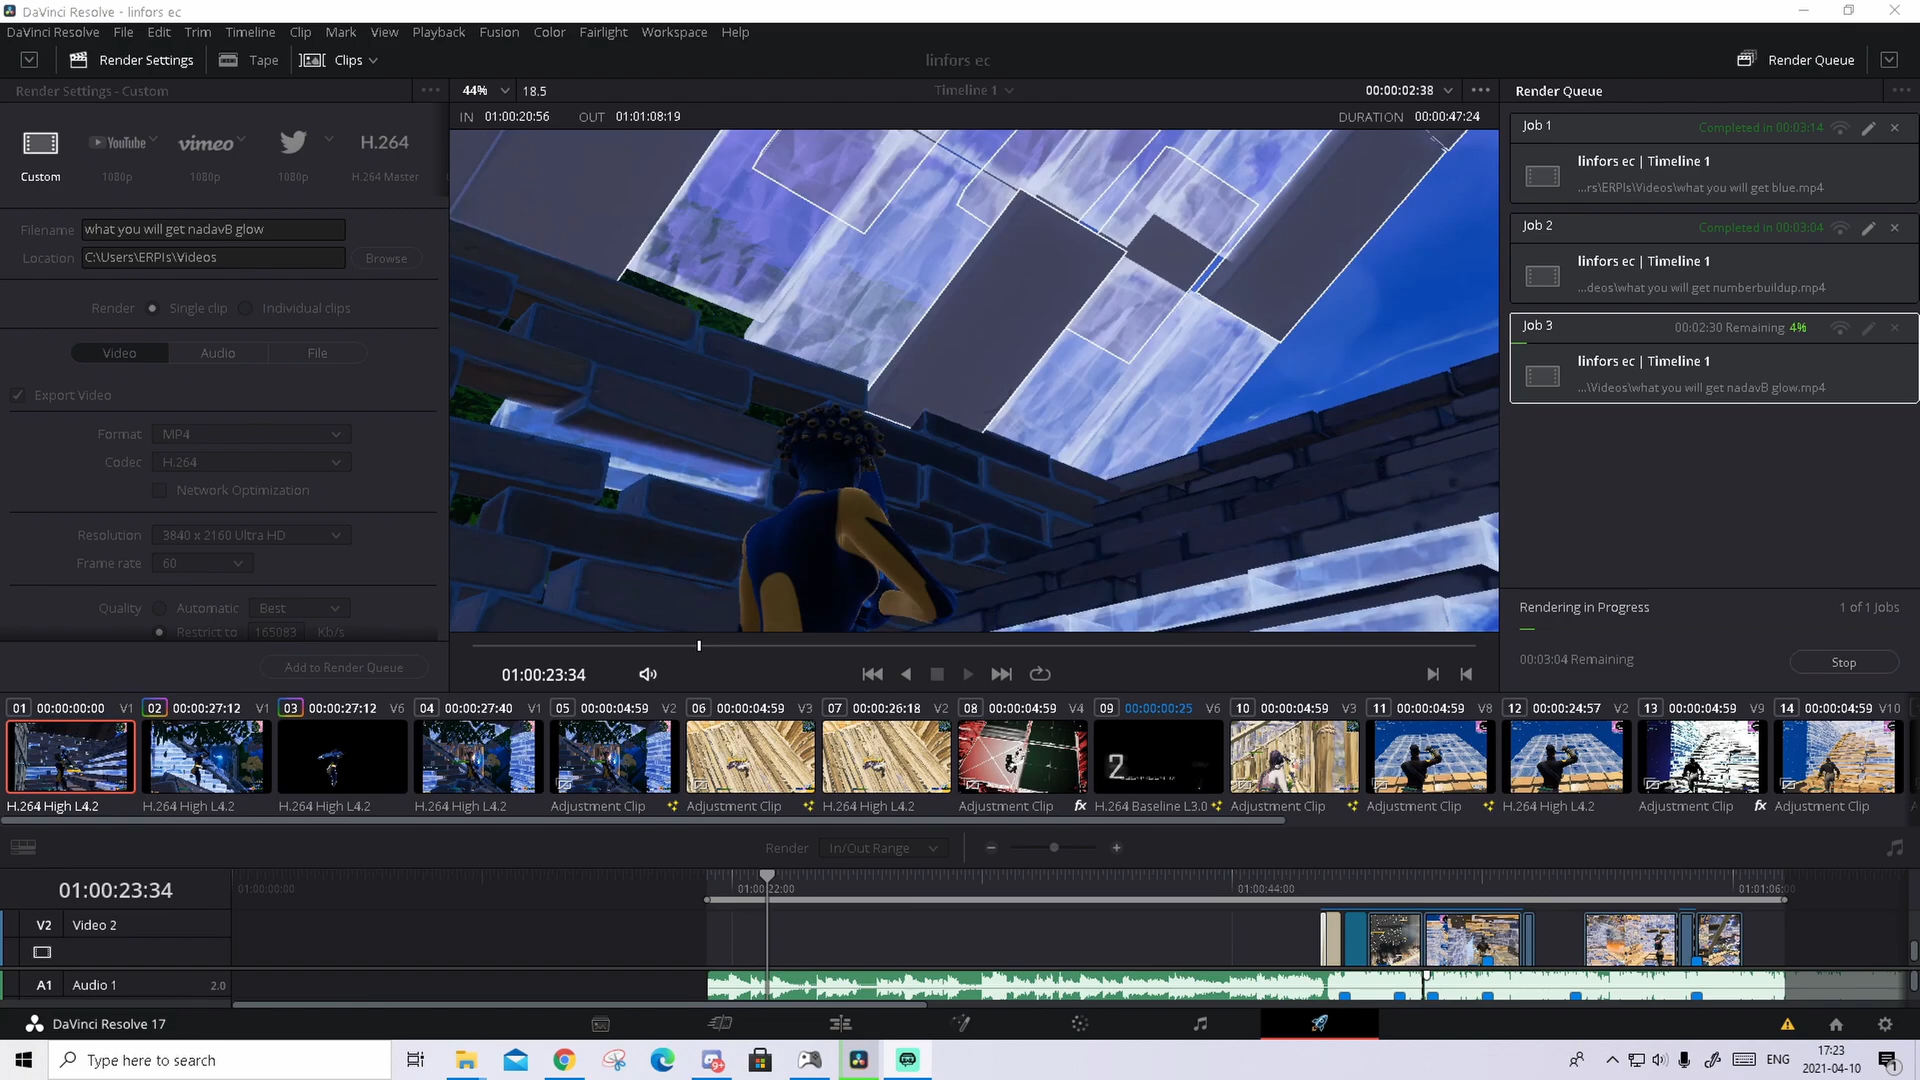 DaVinci Resolve - linfors ec
DaVinci Resolve File Edit Trim Timeline Clip Mark View Playback Fusion Color Fairlight Workspace Help
Render Settings Tape Clips linfors ec Render Queue
Render Settings - Custom 44% 18.5 Timeline 1 00:00:02:38 Render Queue
IN 01:00:20:56 OUT 01:01:08:19 DURATION 00:00:47:24
Job 1 Completed in 00:03:14
linfors ec | Timeline 1
...rs\ERPIs\Videos\what you will get blue.mp4
Job 2 Completed in 00:03:04
linfors ec | Timeline 1
...deos\what you will get numberbuildup.mp4
Job 3 00:02:30 Remaining 4%
linfors ec | Timeline 1
...\Videos\what you will get nadavB glow.mp4
YouTube vimeo H.264
Custom 1080p 1080p 1080p H.264 Master
Filename what you will get nadavB glow
Location C:\Users\ERPIs\Videos Browse
Render Single clip Individual clips
Video Audio File
Export Video
Format MP4
Codec H.264
Network Optimization
Resolution 3840 x 2160 Ultra HD
Frame rate 60
Quality Automatic Best
Restrict to 165083 Kb/s
Add to Render Queue
Rendering in Progress 1 of 1 Jobs
00:03:04 Remaining Stop
01:00:23:34
01 00:00:00:00 V1 02 00:00:27:12 V1 03 00:00:27:12 V6 04 00:00:27:40 V1 05 00:00:04:59 V2 06 00:00:04:59 V3 07 00:00:26:18 V2 08 00:00:04:59 V4 09 00:00:00:25 V6 10 00:00:04:59 V3 11 00:00:04:59 V8 12 00:00:24:57 V2 13 00:00:04:59 V9 14 00:00:04:59 V10
2
H.264 High L4.2 H.264 High L4.2 H.264 High L4.2 H.264 High L4.2 Adjustment Clip Adjustment Clip H.264 High L4.2 Adjustment Clip fx H.264 Baseline L3.0 Adjustment Clip Adjustment Clip H.264 High L4.2 Adjustment Clip fx Adjustment Clip
Render In/Out Range
01:00:23:34 01:00:00:00 01:00:22:00 01:00:44:00 01:01:06:00
V2 Video 2
A1 Audio 1 2.0
DaVinci Resolve 17
Type here to search
ENG 17:23
2021-04-10